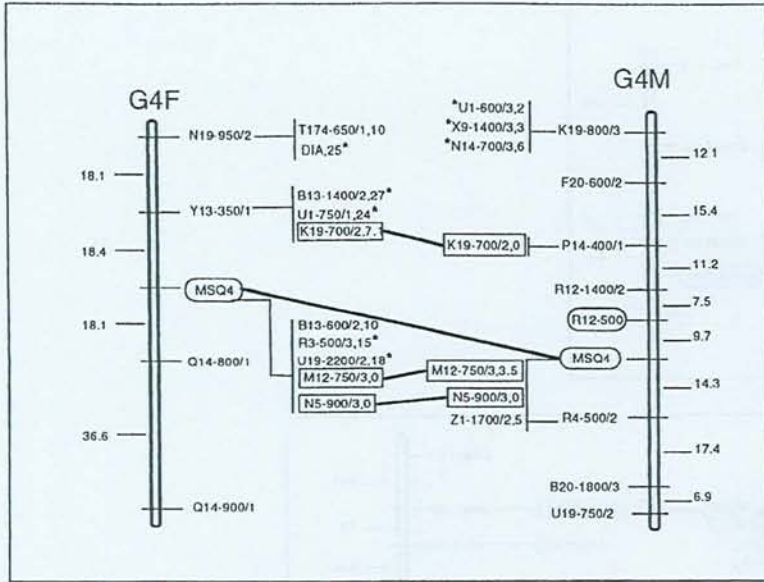 G4F
G4M
N19-950/2
T174-650/1,10
DIA,25*
18.1
Y13-350/1
B13-1400/2,27*
U1-750/1,24*
K19-700/2,7.1
18.4
MSQ4
18.1
B13-600/2,10
R3-500/3,15*
U19-2200/2,18*
M12-750/3,0
N5-900/3,0
Q14-800/1
36.6
Q14-900/1
*U1-600/3,2
*X9-1400/3,3
*N14-700/3,6
K19-800/3
12.1
F20-600/2
15.4
K19-700/2,0
P14-400/1
11.2
R12-1400/2
7.5
R12-500
9.7
MSQ4
M12-750/3,3.5
14.3
N5-900/3,0
Z1-1700/2,5
R4-500/2
17.4
B20-1800/3
6.9
U19-750/2